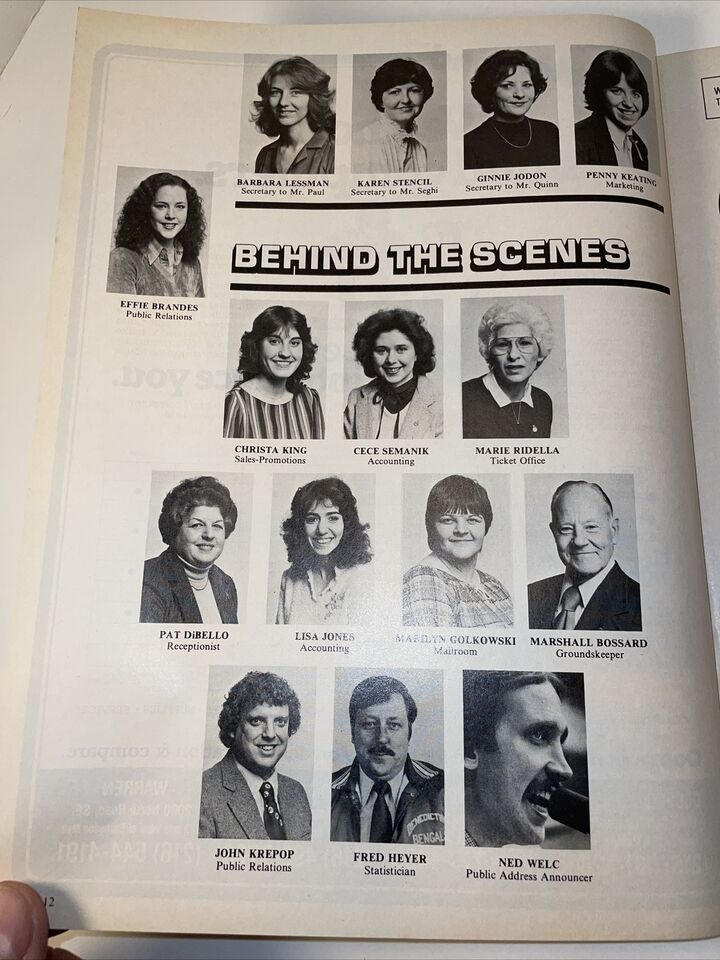 BARBARA LESSMAN
Secretary to Mr. Paul
KAREN STENCIL
Secretary to Mr. Seghi
GINNIE JODON
Secretary to Mr. Quinn
PENNY KEATING
Marketing
EFFIE BRANDES
Public Relations
BEHIND THE SCENES
CHRISTA KING
Sales-Promotions
CECE SEMANIK
Accounting
MARIE RIDELLA
Ticket Office
PAT DiBELLO
Receptionist
LISA JONES
Accounting
MARILYN GOLKOWSKI
Mailroom
MARSHALL BOSSARD
Groundskeeper
BENGAL
JOHN KREPOP
Public Relations
FRED HEYER
Statistician
NED WELC
Public Address Announcer
12